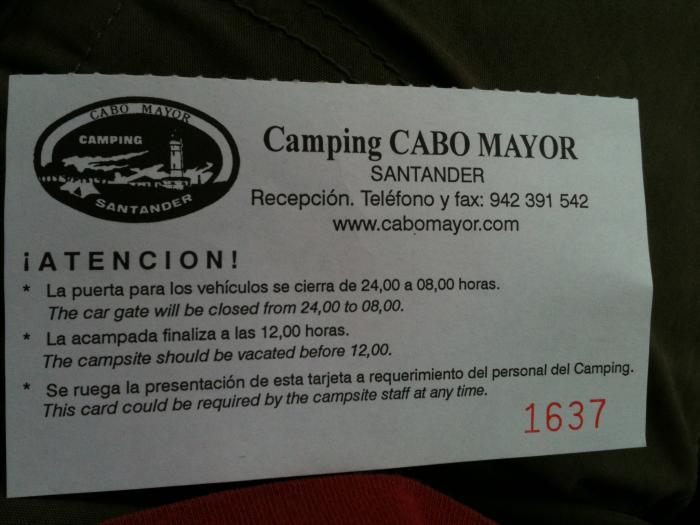 CABO MAYOR
CAMPING
SANTANDER
Camping CABO MAYOR
SANTANDER
Recepción. Teléfono y fax: 942 391 542
www.cabomayor.com
¡ATENCION!
* La puerta para los vehículos se cierra de 24,00 a 08,00 horas.
The car gate will be closed from 24,00 to 08,00.
* La acampada finaliza a las 12,00 horas.
The campsite should be vacated before 12,00.
* Se ruega la presentación de esta tarjeta a requerimiento del personal del Camping.
This card could be required by the campsite staff at any time.
1637